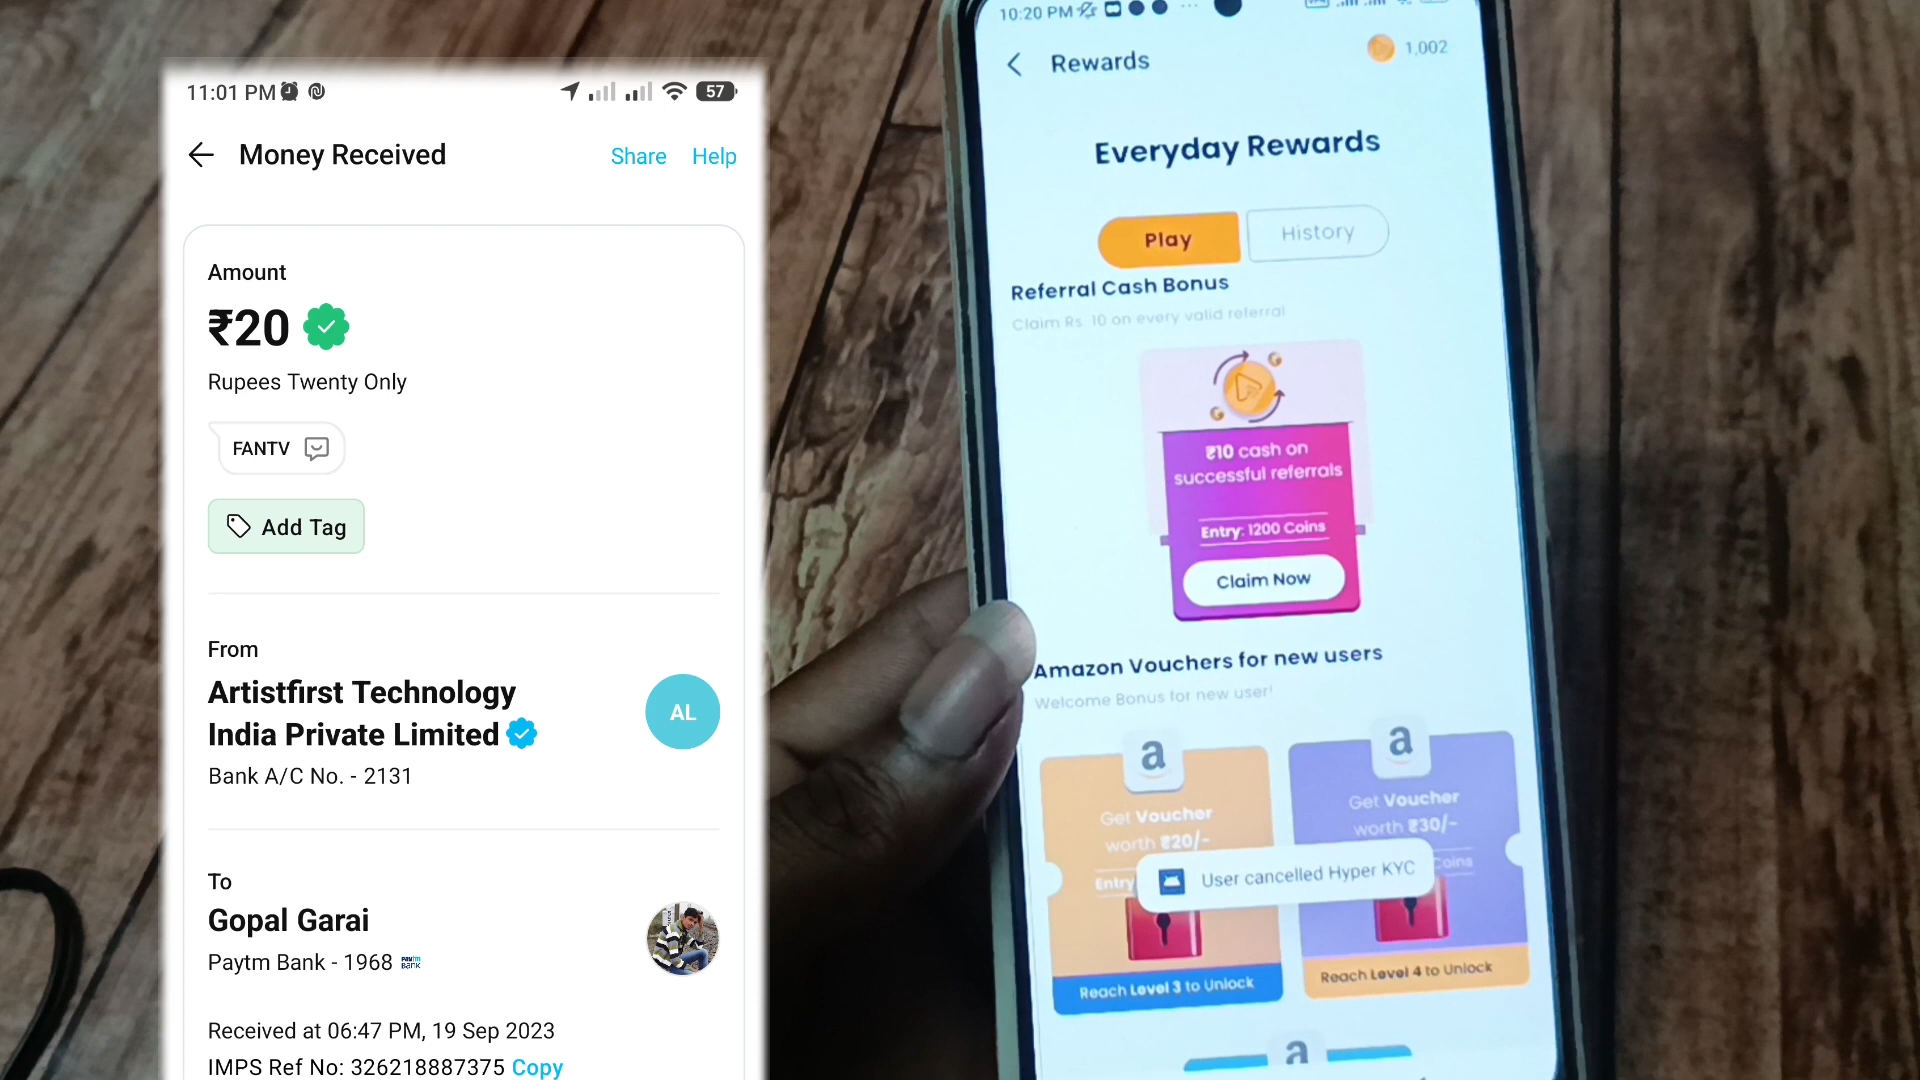 11:01 PM
57
Money Received
Share Help
Amount
₹20
Rupees Twenty Only
FANTV
Add Tag
From
Artistfirst Technology
India Private Limited
AL
Bank A/C No. - 2131
To
Gopal Garai
Paytm Bank - 1968
paytm BANK
Received at 06:47 PM, 19 Sep 2023
IMPS Ref No: 326218887375 Copy
10:20 PM
Rewards
1,002
Everyday Rewards
Play
History
Referral Cash Bonus
Claim Rs. 10 on every valid referral
₹10 cash on
successful referrals
Entry: 1200 Coins
Claim Now
Amazon Vouchers for new users
Welcome Bonus for new user!
a
Get Voucher
worth ₹20/-
Entry
Reach Level 3 to Unlock
a
Get Voucher
worth ₹30/-
Coins
Reach Level 4 to Unlock
User cancelled Hyper KYC
a